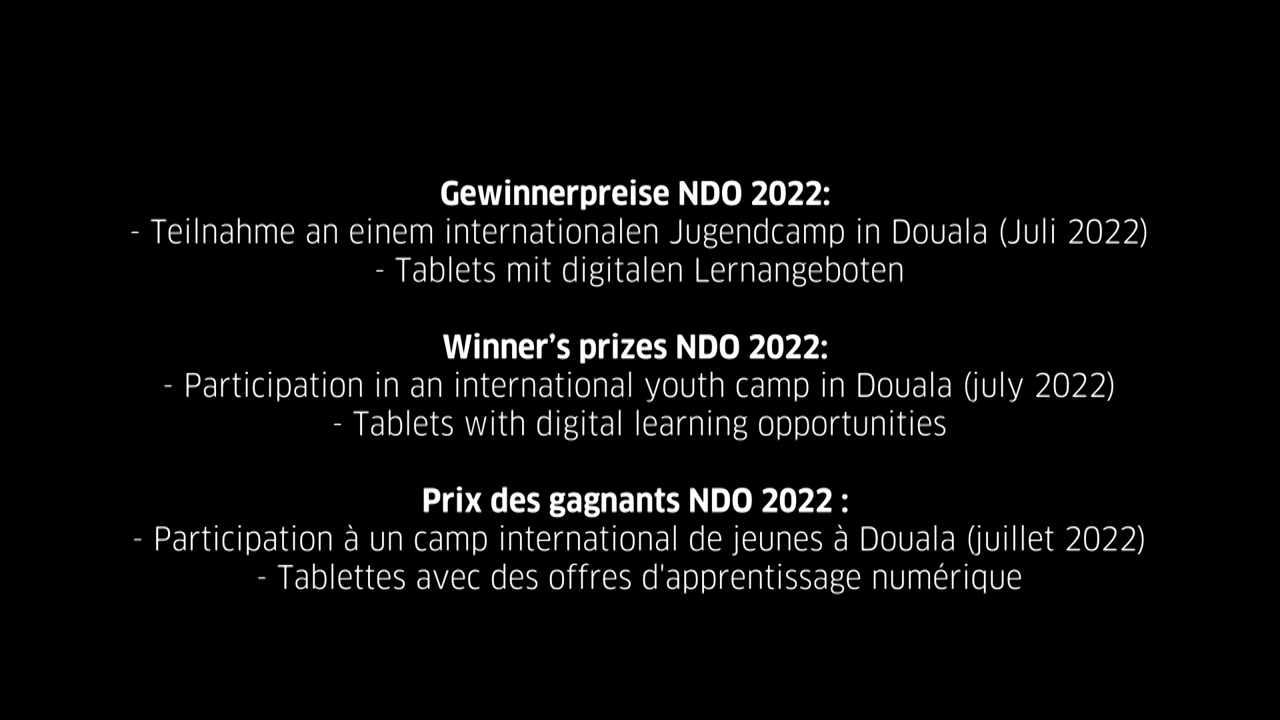 Gewinnerpreise NDO 2022:
- Teilnahme an einem internationalen Jugendcamp in Douala (Juli 2022)
- Tablets mit digitalen Lernangeboten
Winner’s prizes NDO 2022:
- Participation in an international youth camp in Douala (july 2022)
- Tablets with digital learning opportunities
Prix des gagnants NDO 2022 :
- Participation à un camp international de jeunes à Douala (juillet 2022)
- Tablettes avec des offres d'apprentissage numérique